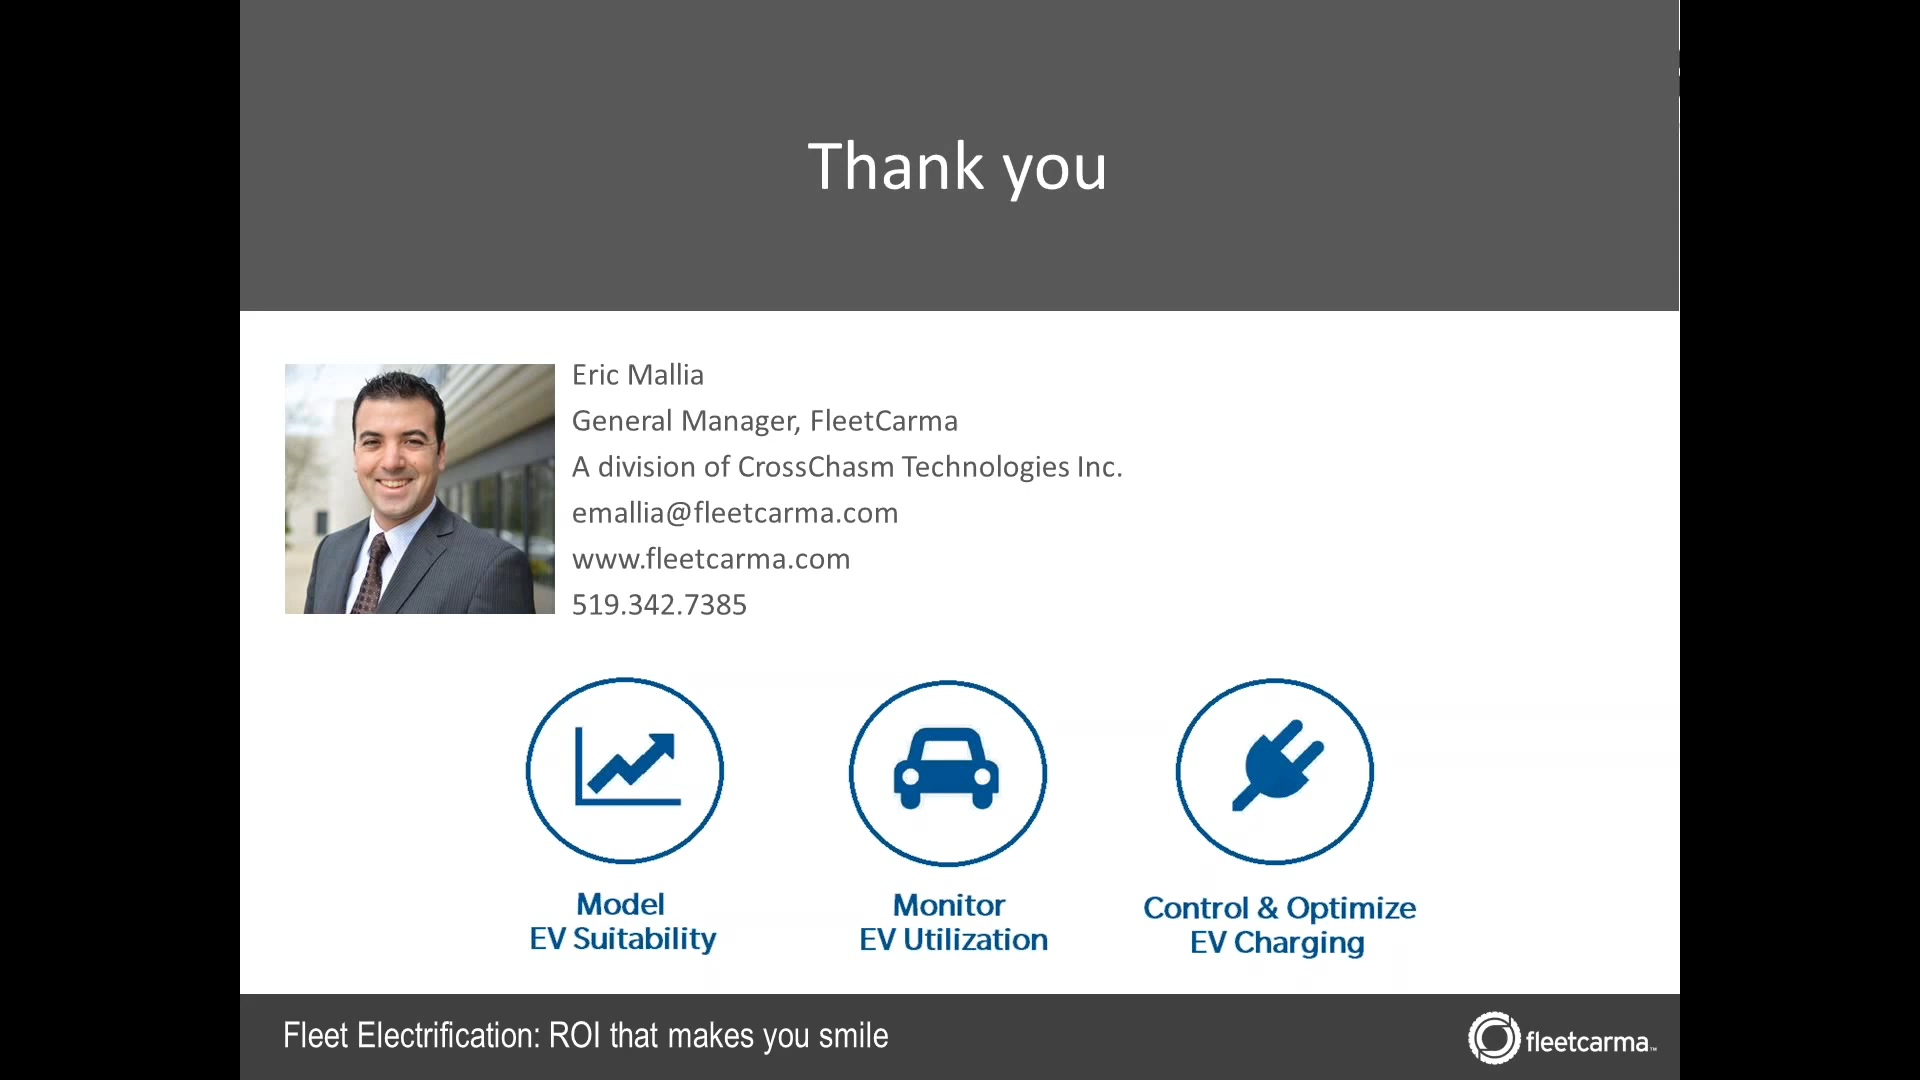 Thank you
Eric Mallia
General Manager, FleetCarma
A division of CrossChasm Technologies Inc.
emallia@fleetcarma.com
www.fleetcarma.com
519.342.7385
Model
EV Suitability
Monitor
EV Utilization
Control & Optimize
EV Charging
Fleet Electrification: ROI that makes you smile
fleetcarma™